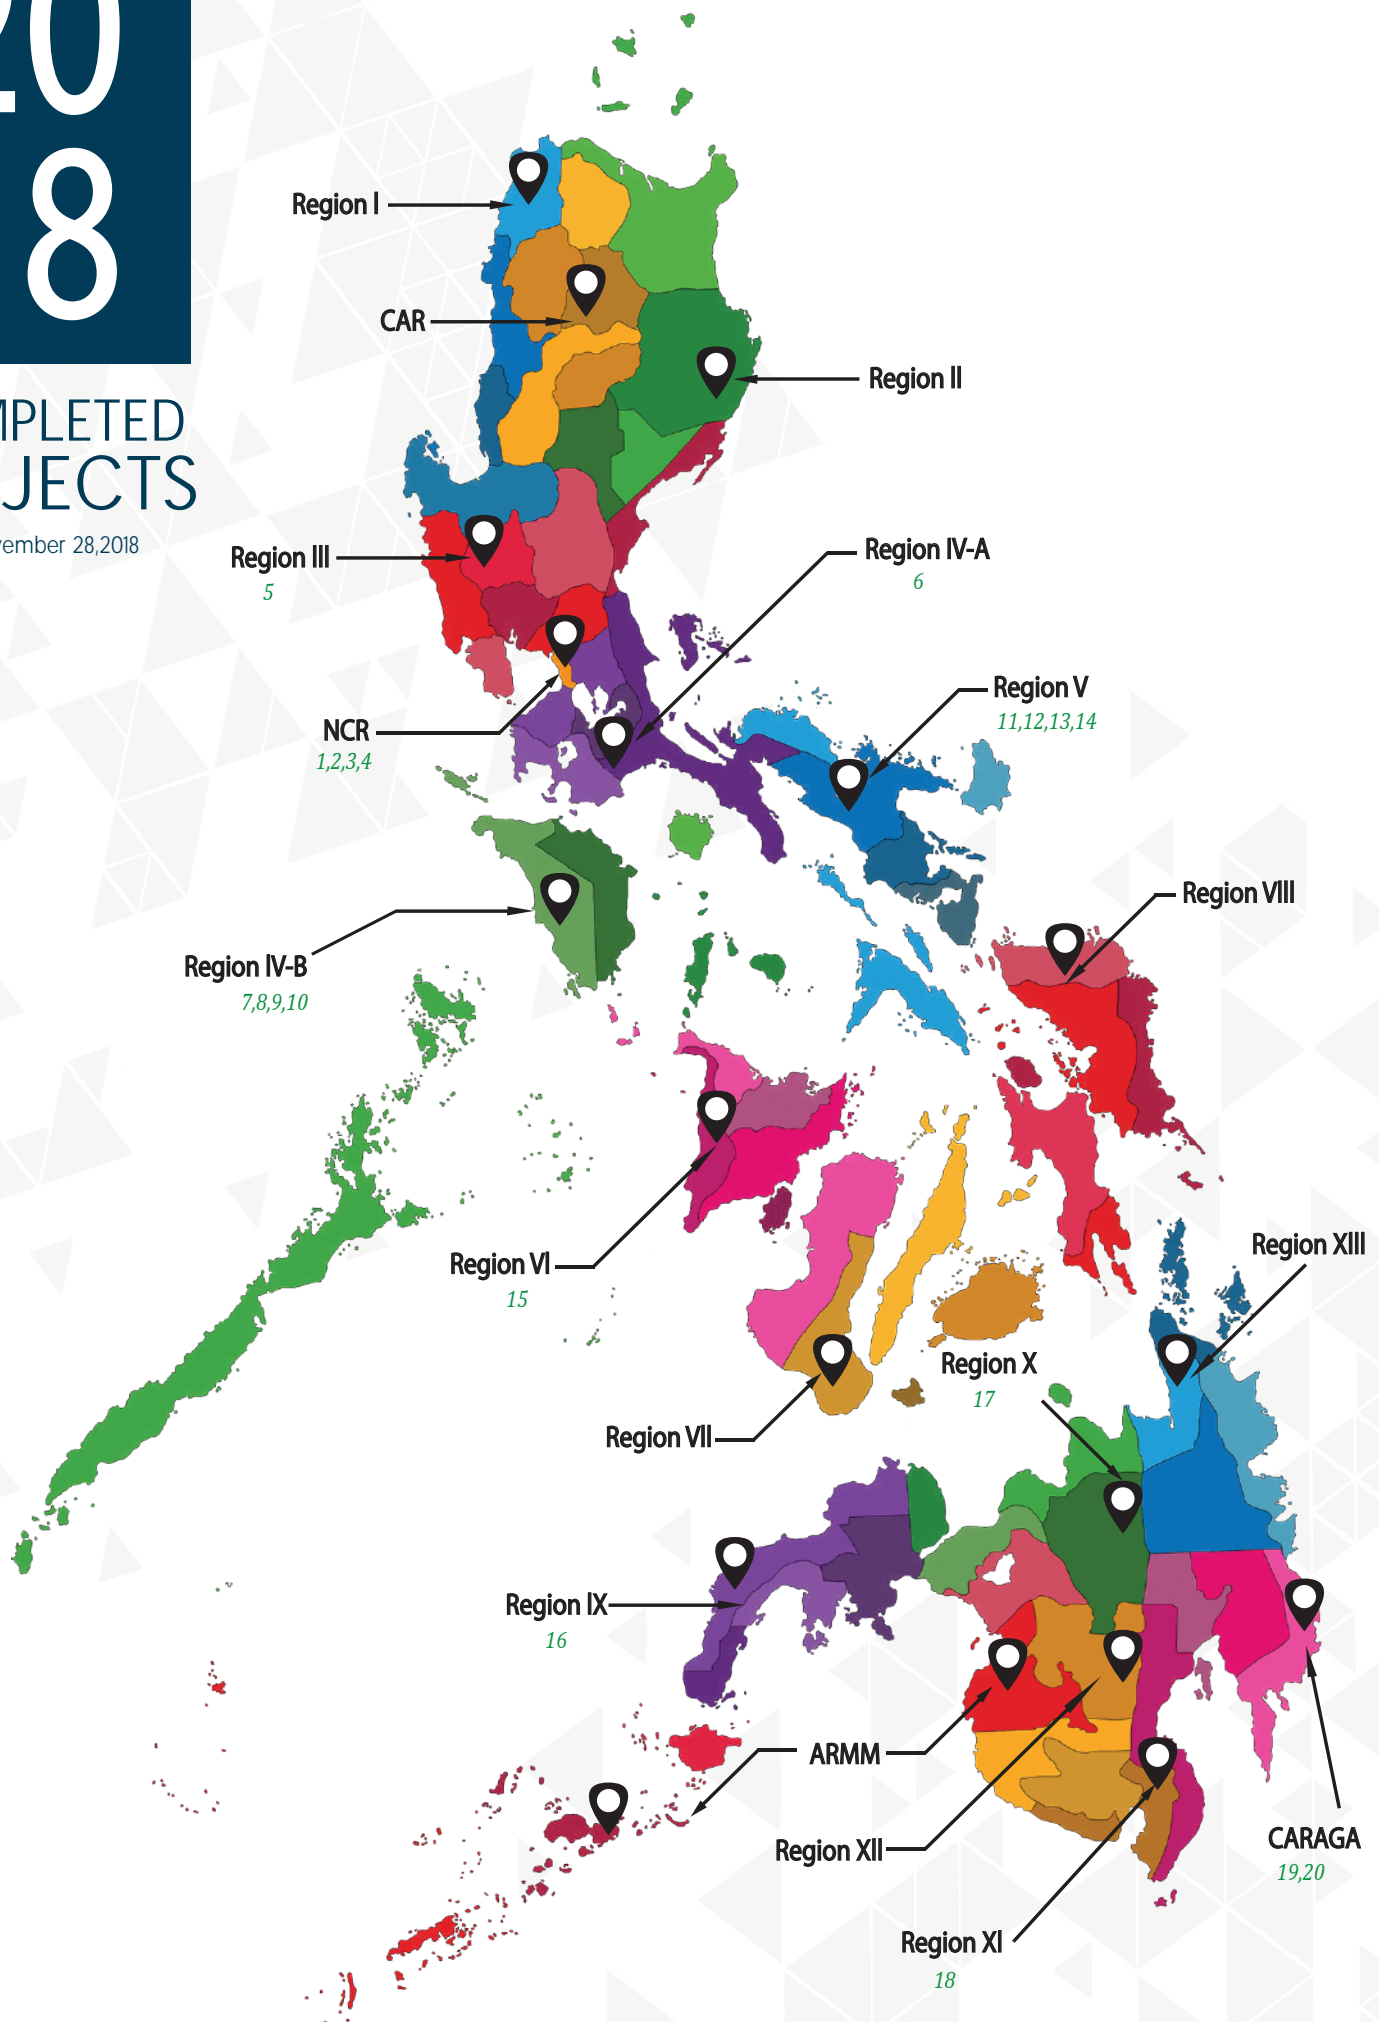 20
8
MPLETED
JECTS
vember 28,2018
Region I
CAR
Region II
Region III
5
Region IV-A
6
NCR
1,2,3,4
Region V
11,12,13,14
Region VIII
Region IV-B
7,8,9,10
Region VI
15
Region XIII
Region X
17
Region VII
Region IX
16
ARMM
Region XII
CARAGA
19,20
Region XI
18